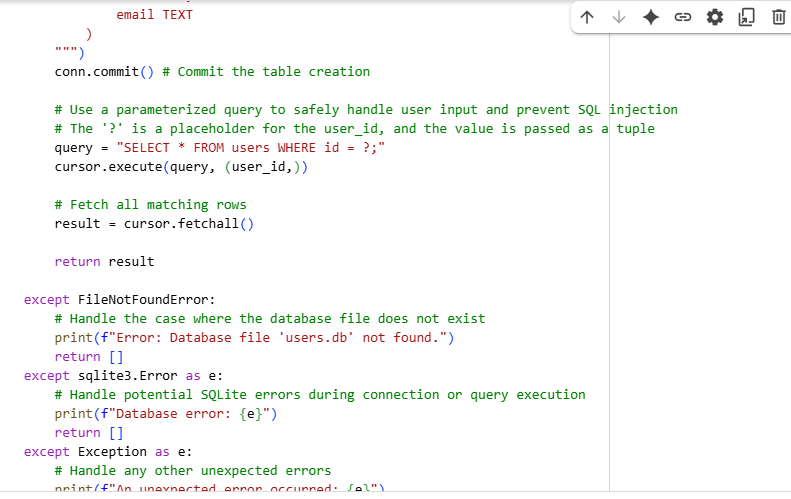 email TEXT
        )
    """)
    conn.commit() # Commit the table creation

    # Use a parameterized query to safely handle user input and prevent SQL injection
    # The '?' is a placeholder for the user_id, and the value is passed as a tuple
    query = "SELECT * FROM users WHERE id = ?;"
    cursor.execute(query, (user_id,))

    # Fetch all matching rows
    result = cursor.fetchall()

    return result

except FileNotFoundError:
    # Handle the case where the database file does not exist
    print(f"Error: Database file 'users.db' not found.")
    return []
except sqlite3.Error as e:
    # Handle potential SQLite errors during connection or query execution
    print(f"Database error: {e}")
    return []
except Exception as e:
    # Handle any other unexpected errors
    print(f"An unexpected error occurred: {e}")